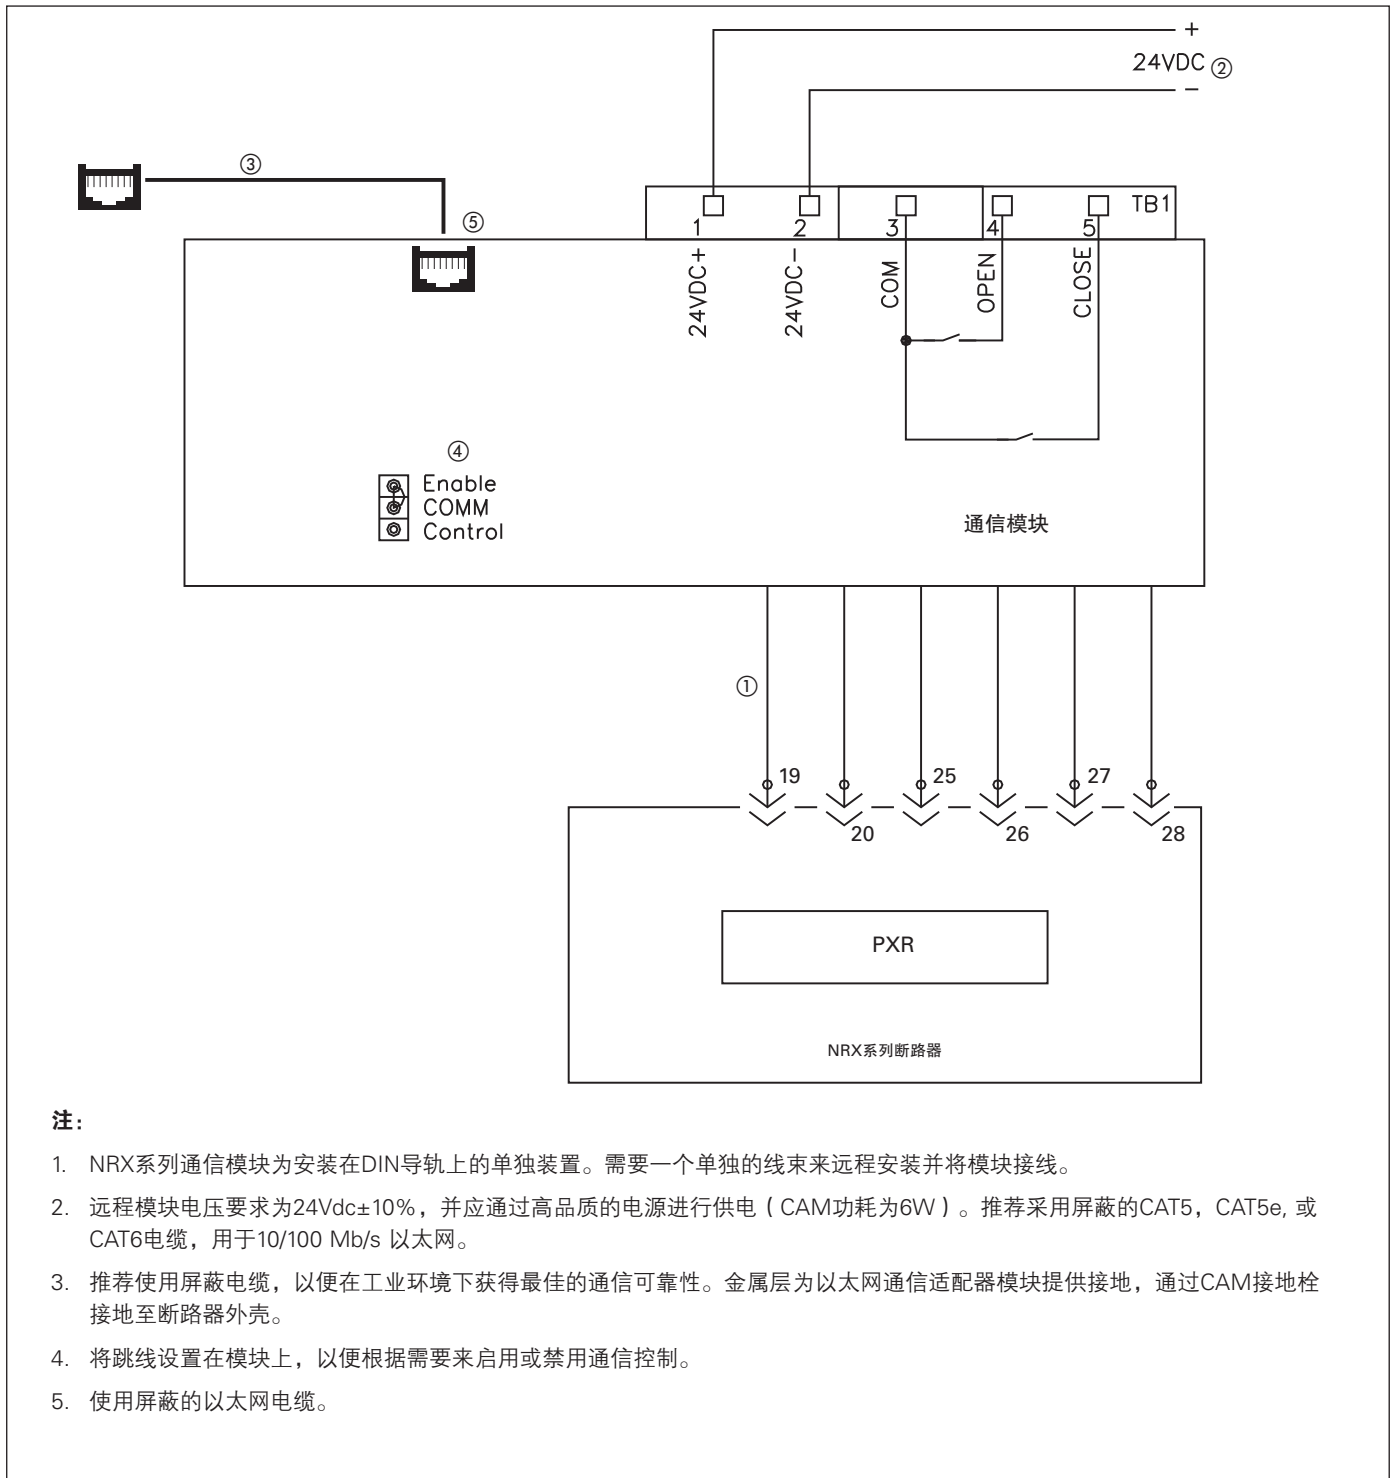 +
24VDC ②
−
③
⑤
TB1
1 2 3 4 5
24VDC+
24VDC−
COM
OPEN
CLOSE
④
Enable
COMM
Control
通信模块
①
19 25 27
20 26 28
PXR
NRX系列断路器
注：
1. NRX系列通信模块为安装在DIN导轨上的单独装置。需要一个单独的线束来远程安装并将模块接线。
2. 远程模块电压要求为24Vdc±10%，并应通过高品质的电源进行供电（CAM功耗为6W）。推荐采用屏蔽的CAT5，CAT5e, 或
CAT6电缆，用于10/100 Mb/s 以太网。
3. 推荐使用屏蔽电缆，以便在工业环境下获得最佳的通信可靠性。金属层为以太网通信适配器模块提供接地，通过CAM接地栓
接地至断路器外壳。
4. 将跳线设置在模块上，以便根据需要来启用或禁用通信控制。
5. 使用屏蔽的以太网电缆。